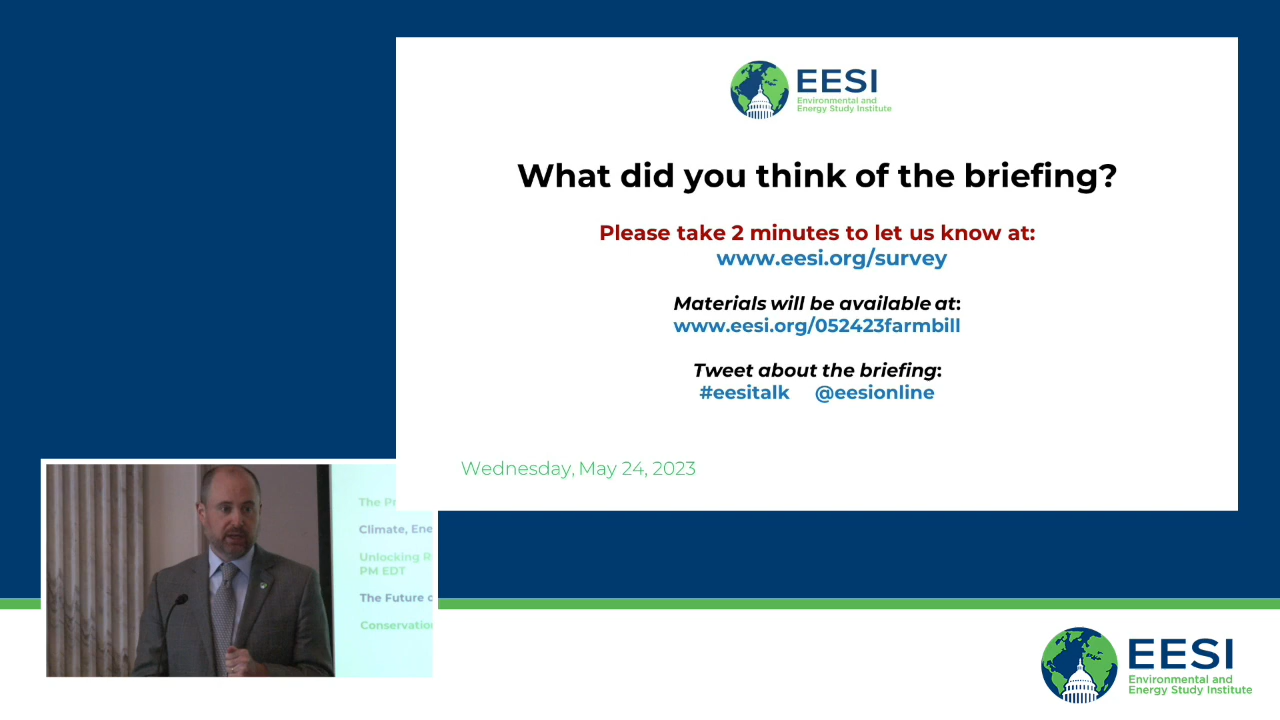 EESI
Environmental and
Energy Study Institute
What did you think of the briefing?
Please take 2 minutes to let us know at:
www.eesi.org/survey
Materials will be available at:
www.eesi.org/052423farmbill
Tweet about the briefing:
#eesitalk @eesionline
Wednesday, May 24, 2023
The
Climate,
Unlocking
PM EDT
The Future
EESI
Environmental and
Energy Study Institute